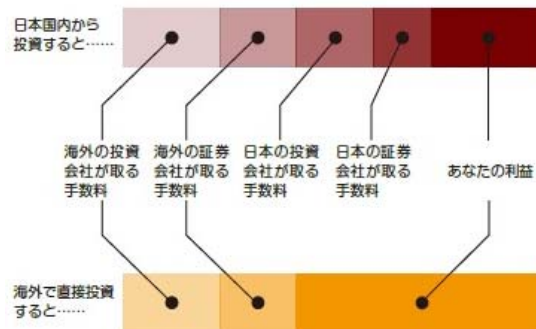 日本国内から
投資すると……
海外の投資
会社が取る
手数料
海外の証券
会社が取る
手数料
日本の投資
会社が取る
手数料
日本の証券
会社が取る
手数料
あなたの利益
海外で直接投資
すると……